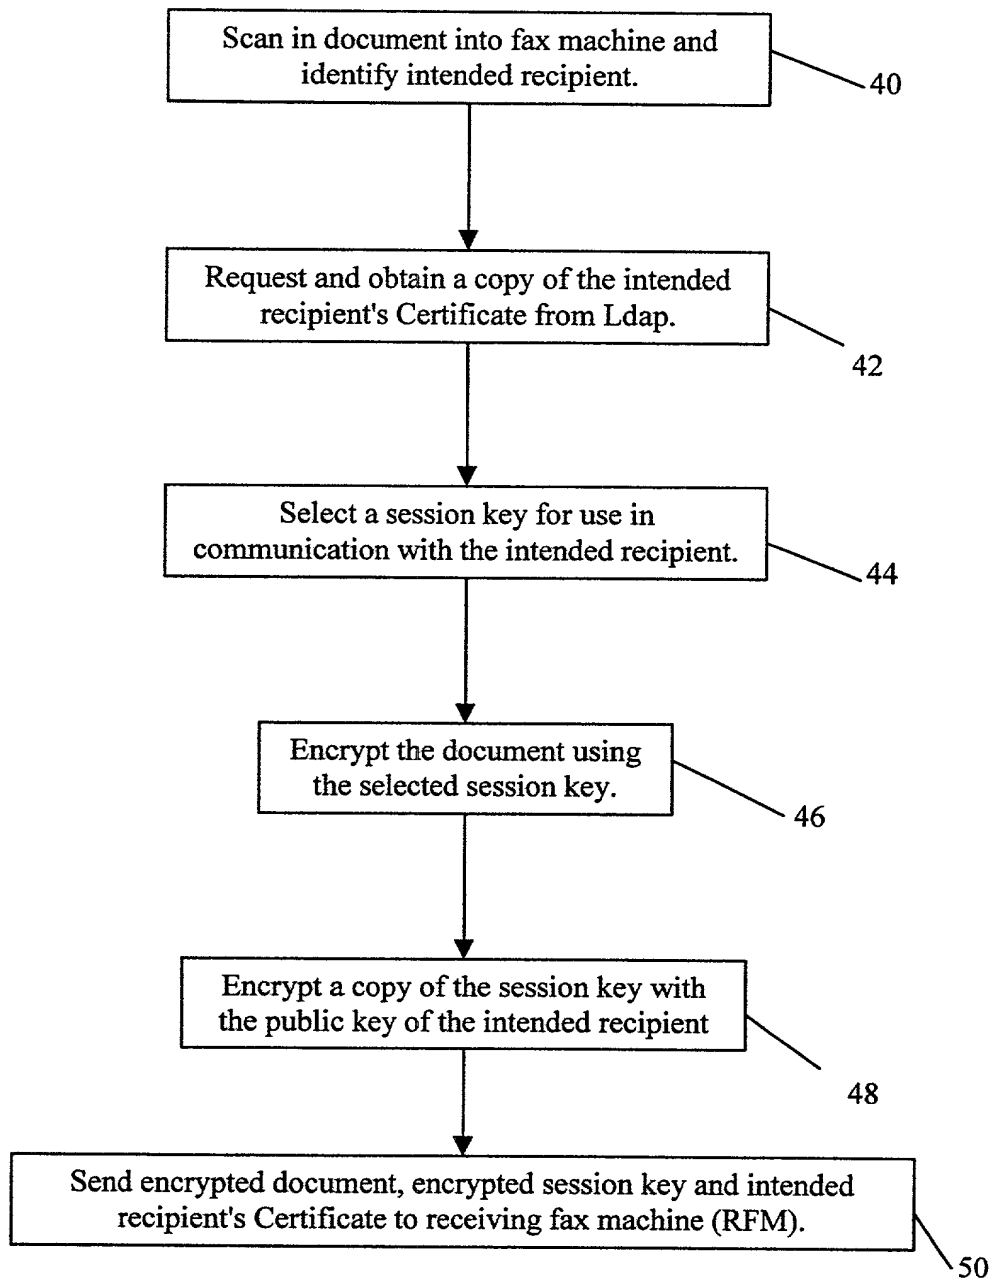 Scan in document into fax machine and
identify intended recipient.
40
Request and obtain a copy of the intended
recipient's Certificate from Ldap.
42
Select a session key for use in
communication with the intended recipient.
44
Encrypt the document using
the selected session key.
46
Encrypt a copy of the session key with
the public key of the intended recipient
48
Send encrypted document, encrypted session key and intended
recipient's Certificate to receiving fax machine (RFM).
50